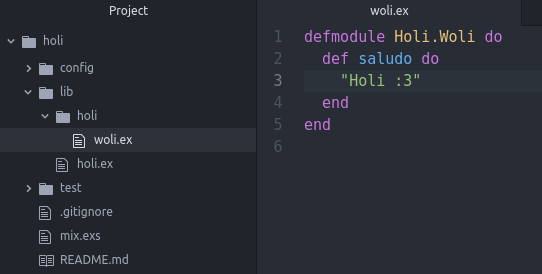 Project
holi
config
lib
holi
woli.ex
holi.ex
test
.gitignore
mix.exs
README.md
woli.ex
1 defmodule Holi.Woli do
2   def saludo do
3     "Holi :3"
4   end
5 end
6